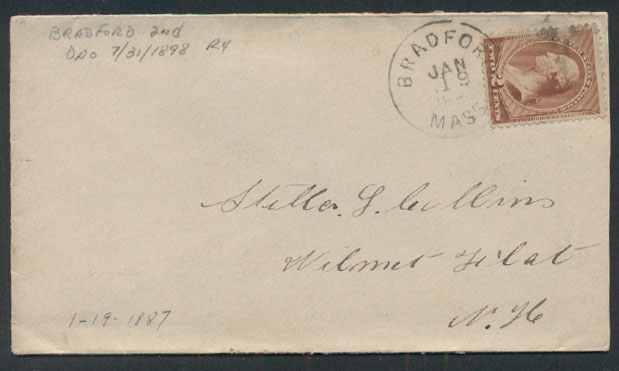 BRADFORD 2nd
DPO 7/31/1898 R4
BRADFORD
JAN
19
MASS
Stella. L. Collins
Wilmot Flat
N. H
1-19-1887